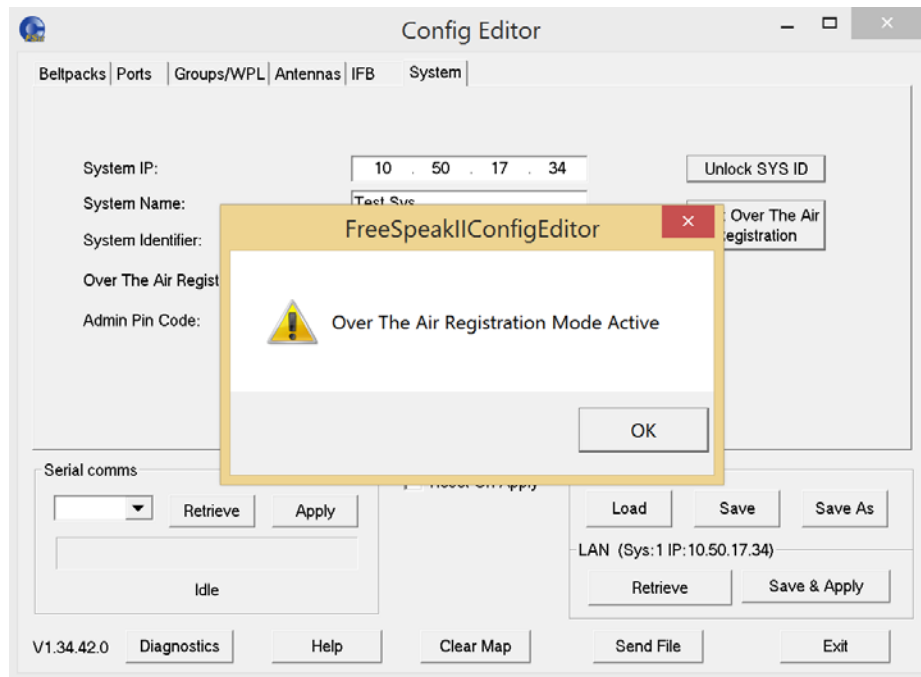 Config Editor
Beltpacks Ports Groups/WPL Antennas IFB System
System IP: 10 . 50 . 17 . 34 Unlock SYS ID
System Name: Test Sys
Over The Air
System Identifier:
FreeSpeakIIConfigEditor
Over The Air Regist
Admin Pin Code:
Over The Air Registration Mode Active
OK
Serial comms
Retrieve Apply
Idle
Load Save Save As
LAN (Sys:1 IP:10.50.17.34)
Retrieve Save & Apply
V1.34.42.0 Diagnostics Help Clear Map Send File Exit